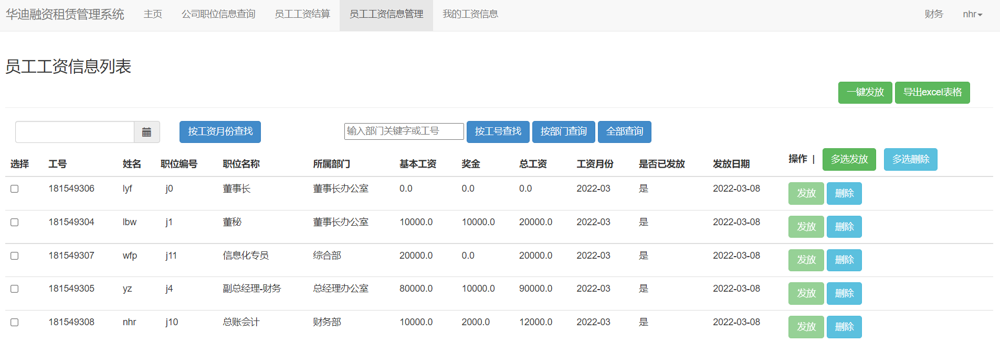 华迪融资租赁管理系统 主页 公司职位信息查询 员工工资结算 员工工资信息管理 我的工资信息 财务 nhr
员工工资信息列表
一键发放 导出excel表格
按工资月份查找 输入部门关键字或工号 按工号查找 按部门查询 全部查询
选择 工号 姓名 职位编号 职位名称 所属部门 基本工资 奖金 总工资 工资月份 是否已发放 发放日期 操作 | 多选发放 多选删除
181549306 lyf j0 董事长 董事长办公室 0.0 0.0 0.0 2022-03 是 2022-03-08 发放 删除
181549304 lbw j1 董秘 董事长办公室 10000.0 10000.0 20000.0 2022-03 是 2022-03-08 发放 删除
181549307 wfp j11 信息化专员 综合部 20000.0 0.0 20000.0 2022-03 是 2022-03-08 发放 删除
181549305 yz j4 副总经理-财务 总经理办公室 80000.0 10000.0 90000.0 2022-03 是 2022-03-08 发放 删除
181549308 nhr j10 总账会计 财务部 10000.0 2000.0 12000.0 2022-03 是 2022-03-08 发放 删除